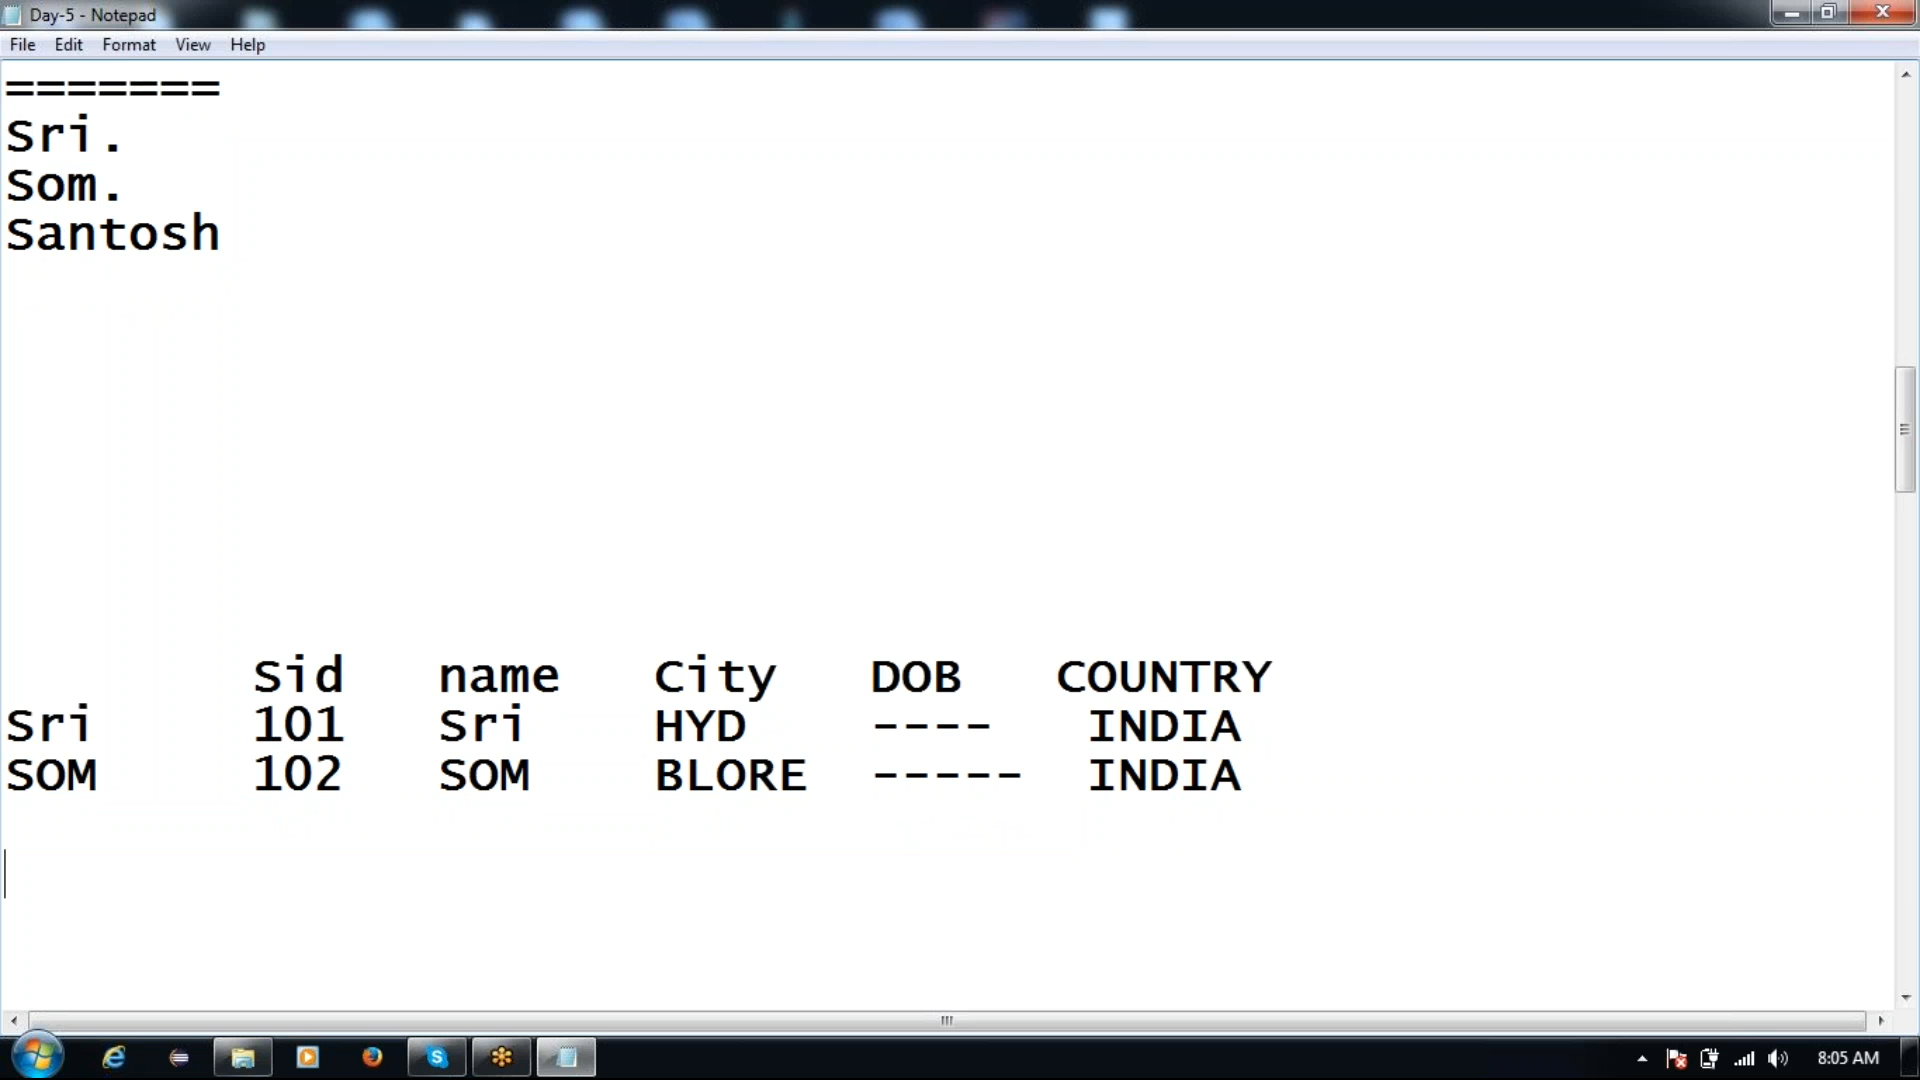 Day-5 - Notepad
File Edit Format View Help
=======
Sri.
Som.
Santosh
Sid name City DOB COUNTRY
Sri 101 Sri HYD ---- INDIA
SOM 102 SOM BLORE ----- INDIA
8:05 AM